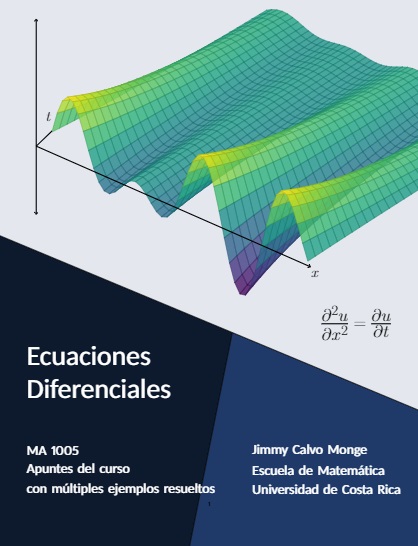 t
x
∂²u/∂x² = ∂u/∂t
Ecuaciones
Diferenciales
MA 1005
Apuntes del curso
con múltiples ejemplos resueltos
Jimmy Calvo Monge
Escuela de Matemática
Universidad de Costa Rica